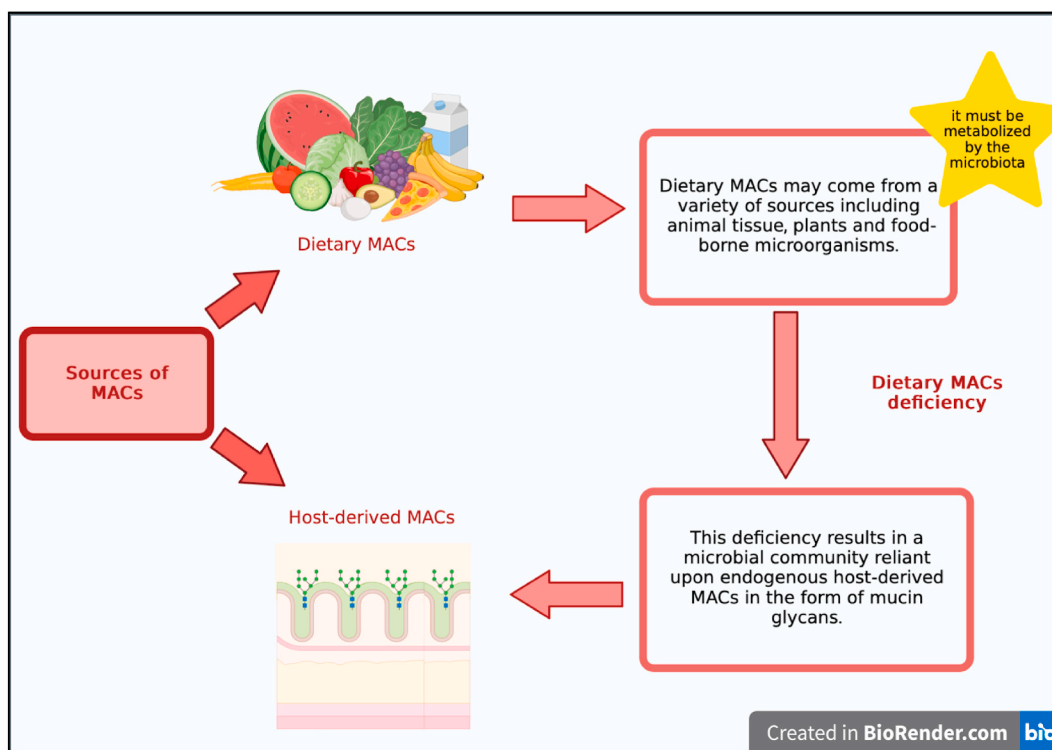 it must be
metabolized
by the
microbiota
Dietary MACs may come from a
variety of sources including
animal tissue, plants and food-
borne microorganisms.
Dietary MACs
Sources of
MACs
Dietary MACs
deficiency
Host-derived MACs
This deficiency results in a
microbial community reliant
upon endogenous host-derived
MACs in the form of mucin
glycans.
Created in BioRender.com
bio